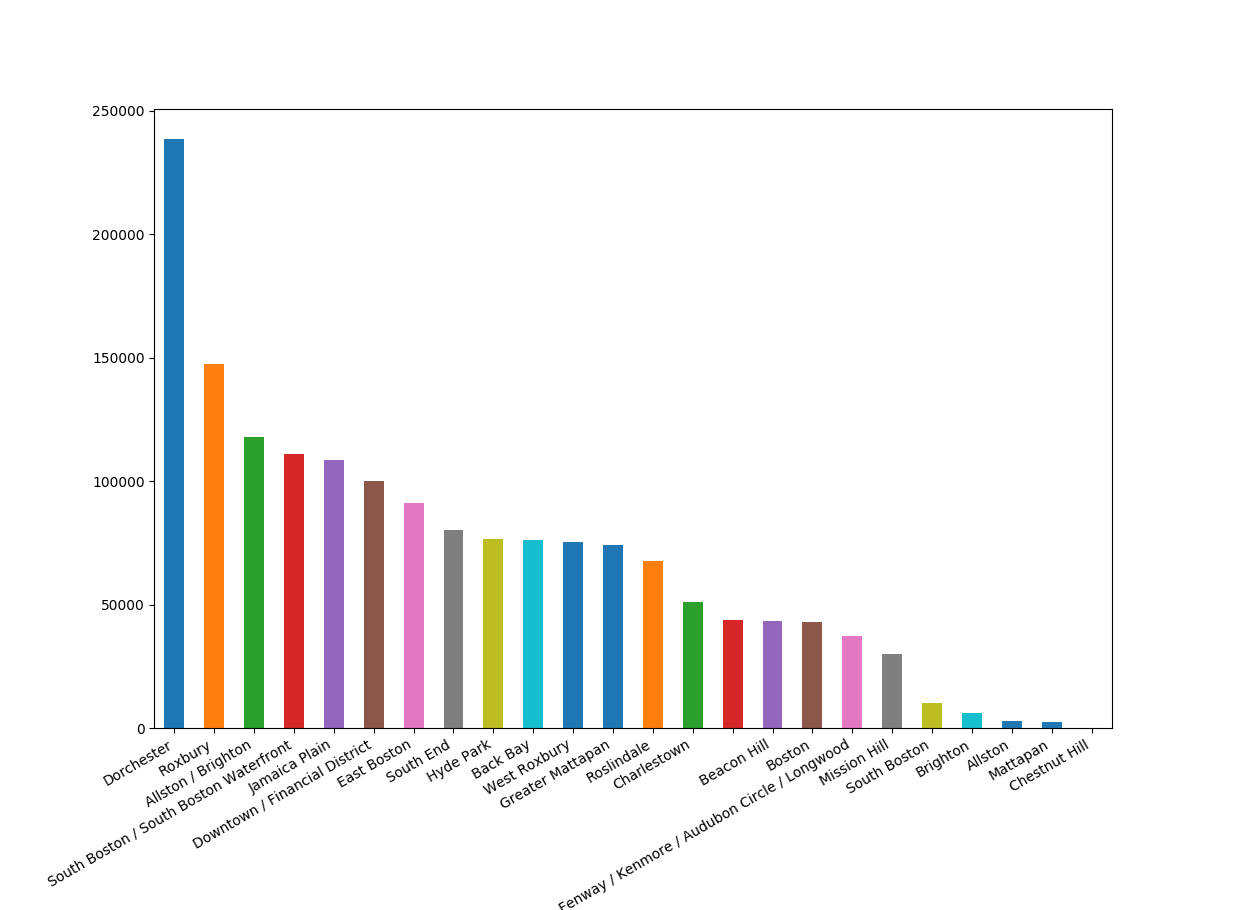 250000
200000
150000
100000
50000
0
Dorchester
Roxbury
Allston / Brighton
South Boston / South Boston Waterfront
Jamaica Plain
Downtown / Financial District
East Boston
South End
Hyde Park
Back Bay
West Roxbury
Greater Mattapan
Roslindale
Charlestown
Beacon Hill
Boston
Fenway / Kenmore / Audubon Circle / Longwood
Mission Hill
South Boston
Brighton
Allston
Mattapan
Chestnut Hill